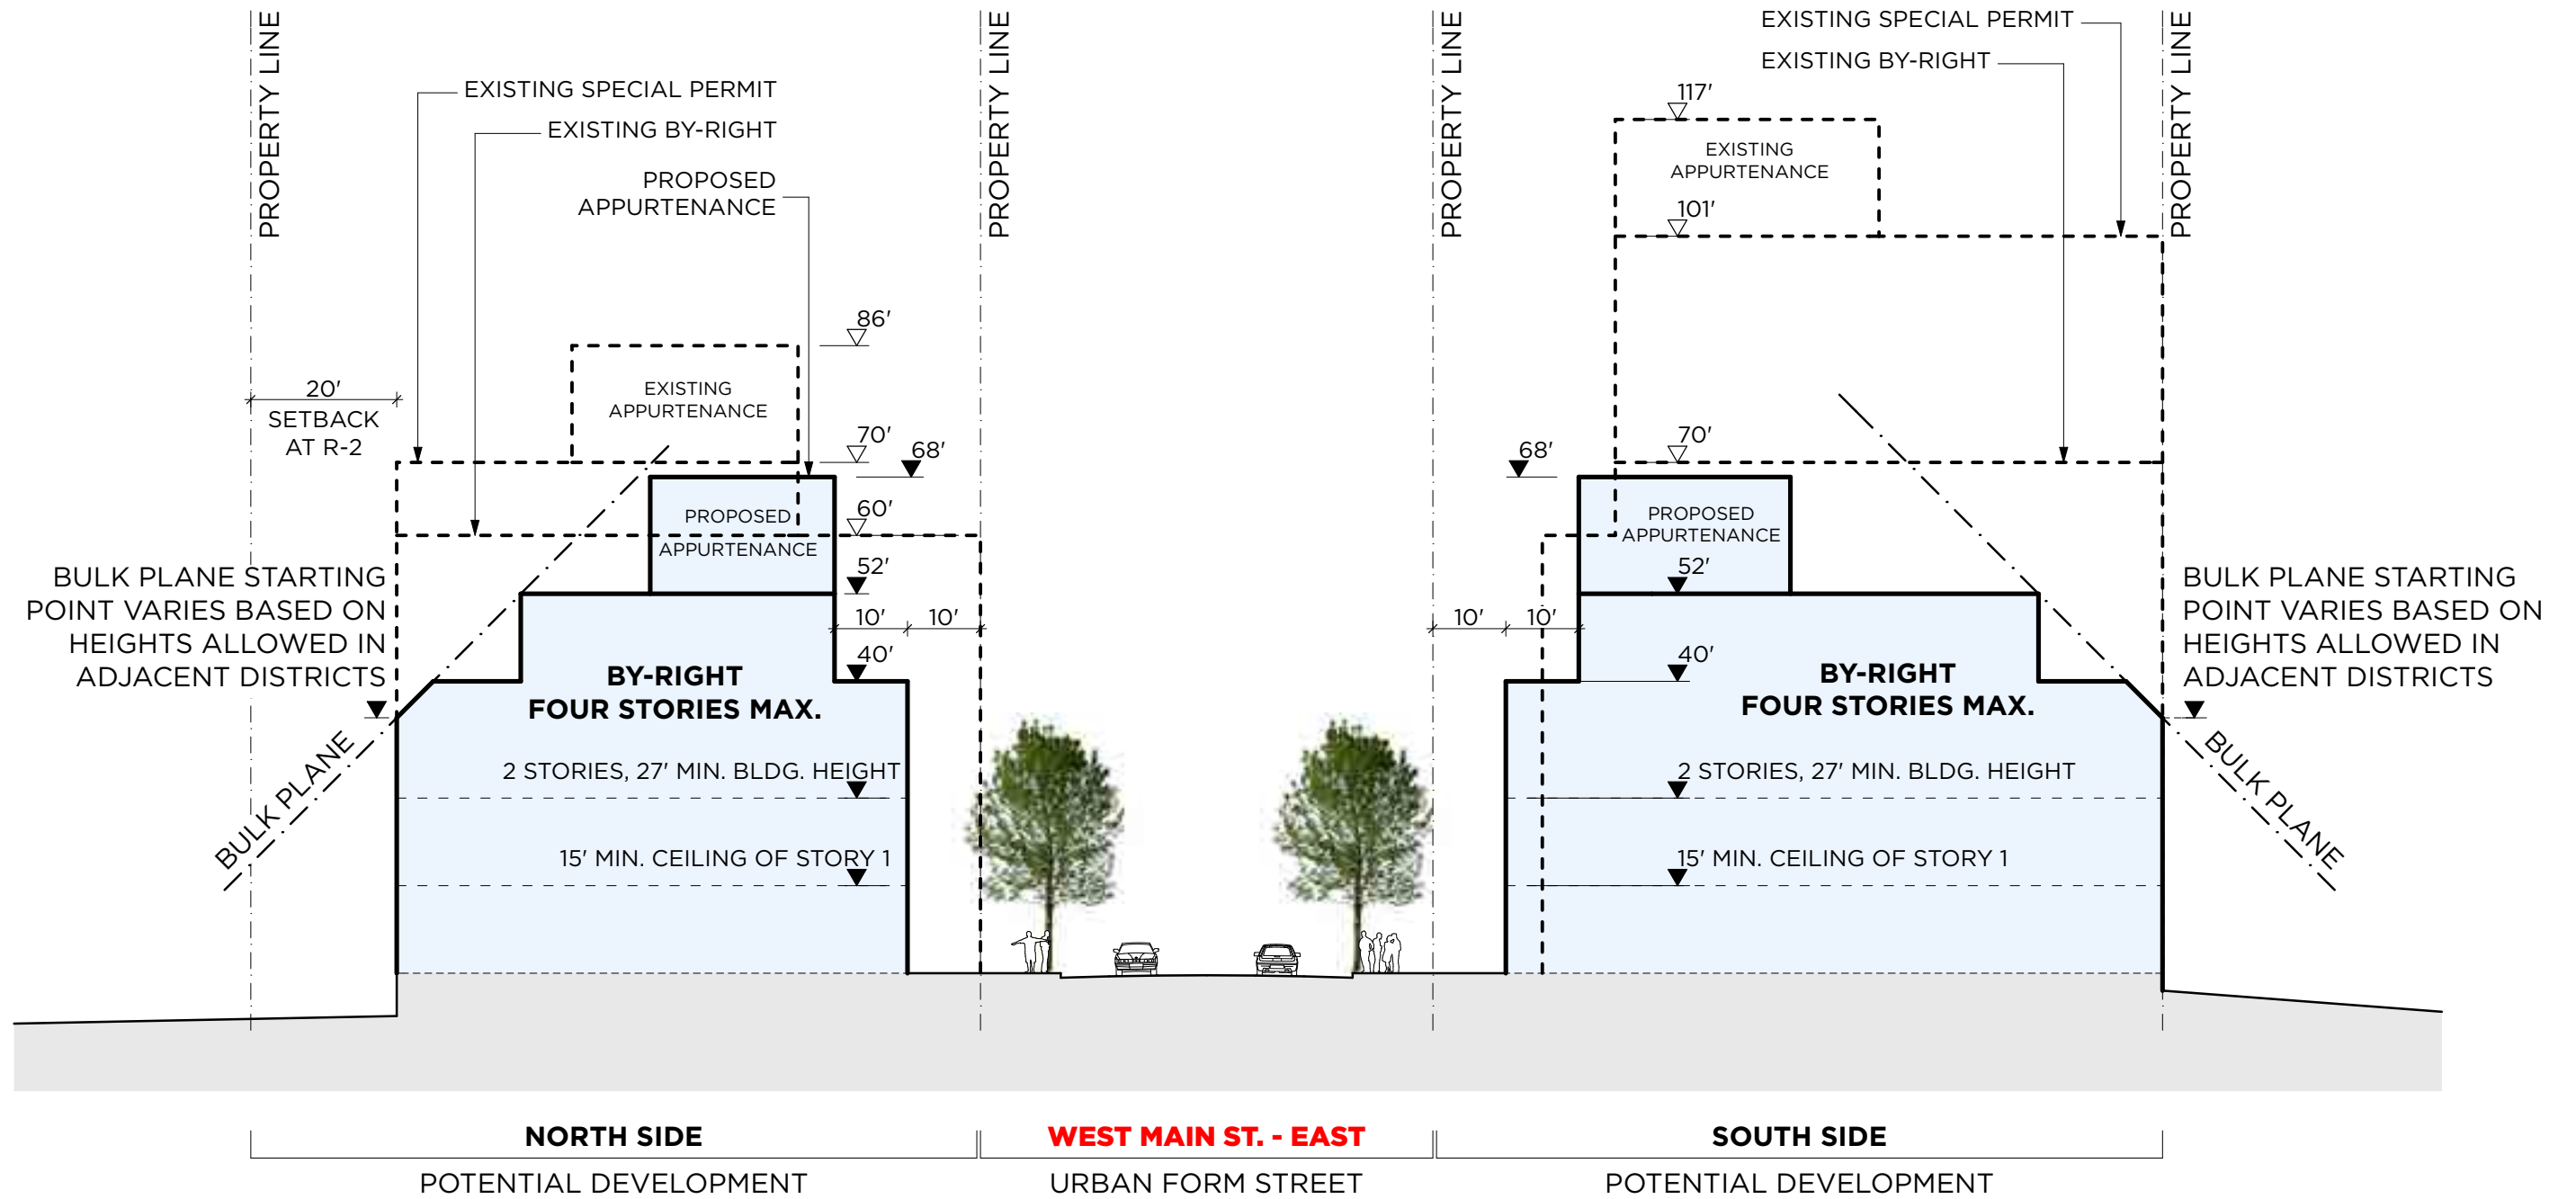 PROPERTY LINE
EXISTING SPECIAL PERMIT
EXISTING BY-RIGHT
PROPOSED
APPURTENANCE
PROPERTY LINE
86'
EXISTING
APPURTENANCE
20'
SETBACK
AT R-2
70'
68'
PROPOSED
APPURTENANCE
60'
52'
10'
10'
40'
BULK PLANE STARTING
POINT VARIES BASED ON
HEIGHTS ALLOWED IN
ADJACENT DISTRICTS
BY-RIGHT
FOUR STORIES MAX.
BULK PLANE
2 STORIES, 27' MIN. BLDG. HEIGHT
15' MIN. CEILING OF STORY 1
PROPERTY LINE
EXISTING SPECIAL PERMIT
EXISTING BY-RIGHT
PROPERTY LINE
117'
EXISTING
APPURTENANCE
101'
70'
68'
PROPOSED
APPURTENANCE
52'
10'
10'
40'
BY-RIGHT
FOUR STORIES MAX.
BULK PLANE STARTING
POINT VARIES BASED ON
HEIGHTS ALLOWED IN
ADJACENT DISTRICTS
BULK PLANE
2 STORIES, 27' MIN. BLDG. HEIGHT
15' MIN. CEILING OF STORY 1
NORTH SIDE
POTENTIAL DEVELOPMENT
WEST MAIN ST. - EAST
URBAN FORM STREET
SOUTH SIDE
POTENTIAL DEVELOPMENT